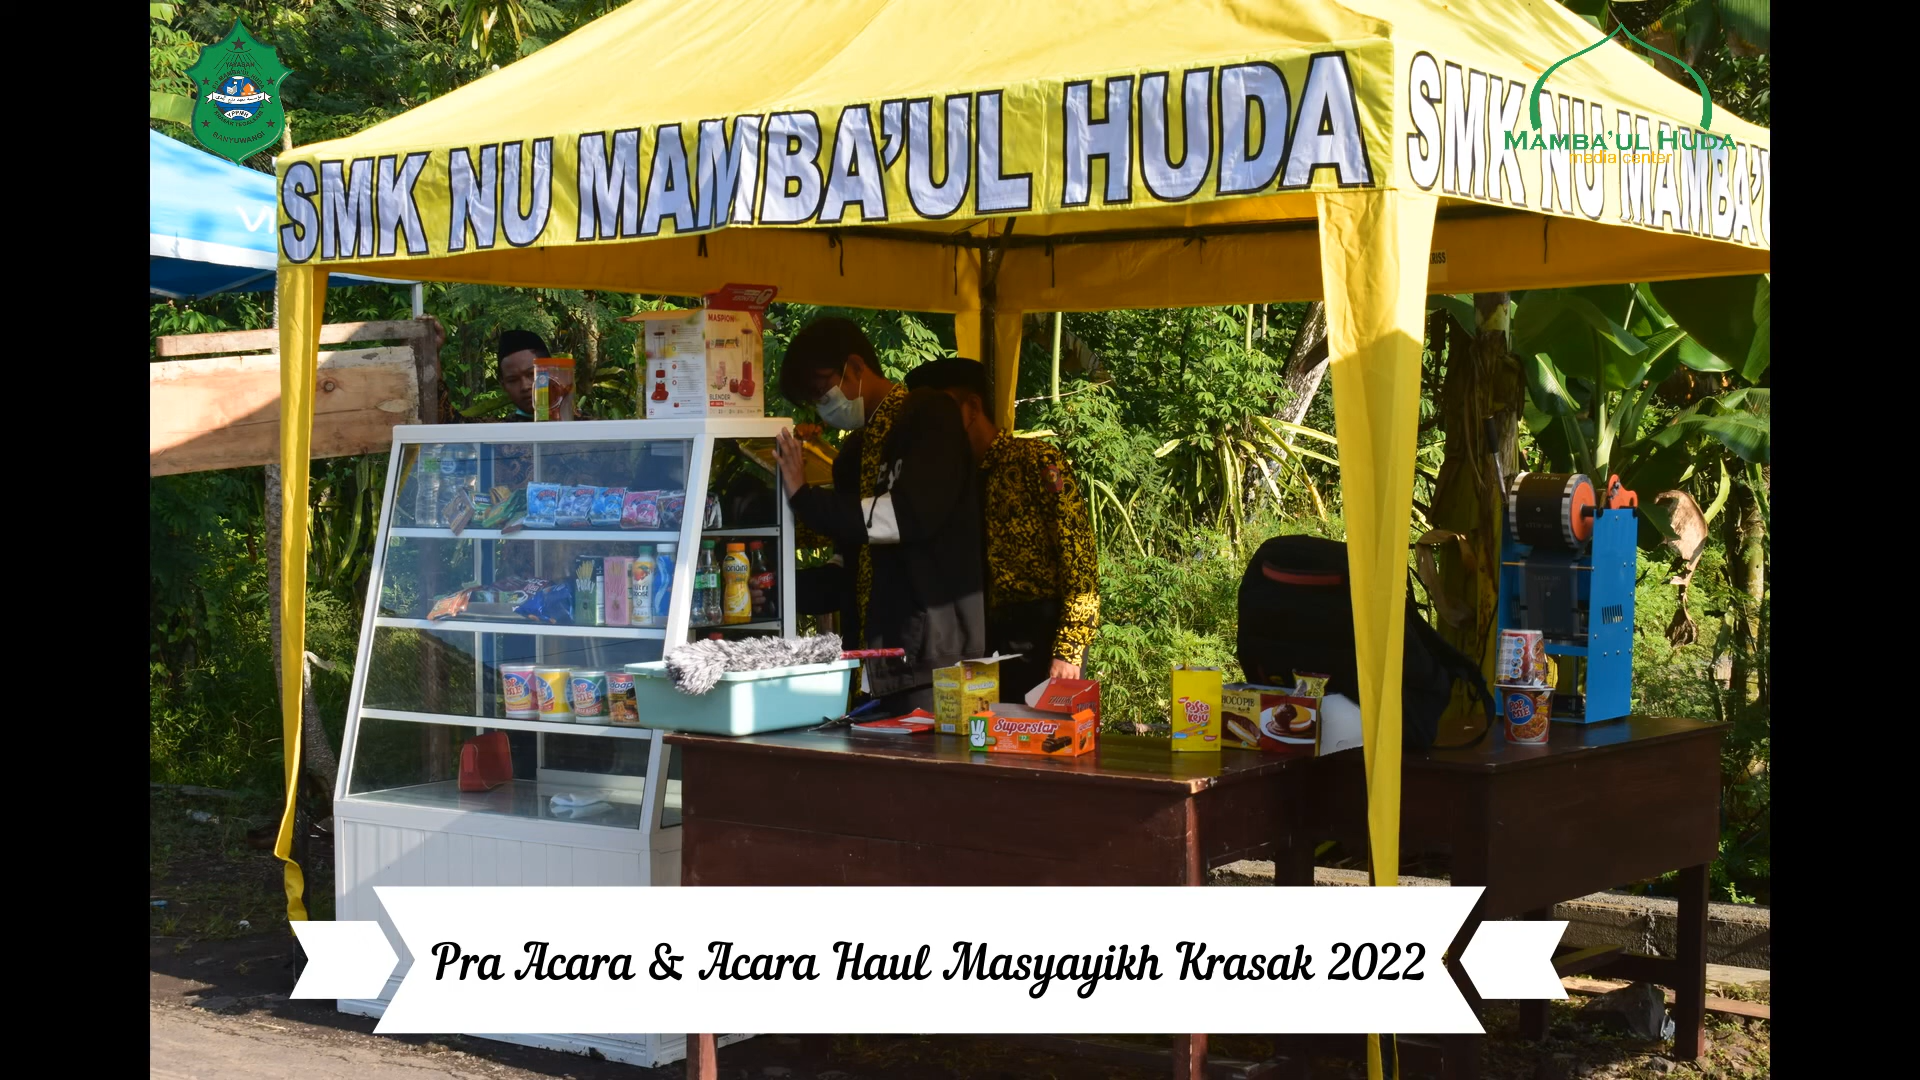 YAYASAN
BANYUWANGI
MAMBA'UL HUDA
media center
SMK NU MAMBA'UL HUDA
SMK NU MAMBA'U
MASPION
BLENDER
POP MIE
Superstar
Pasta Keju
CHOCOPIE
POP MIE
Pra Acara & Acara Haul Masyayikh Krasak 2022